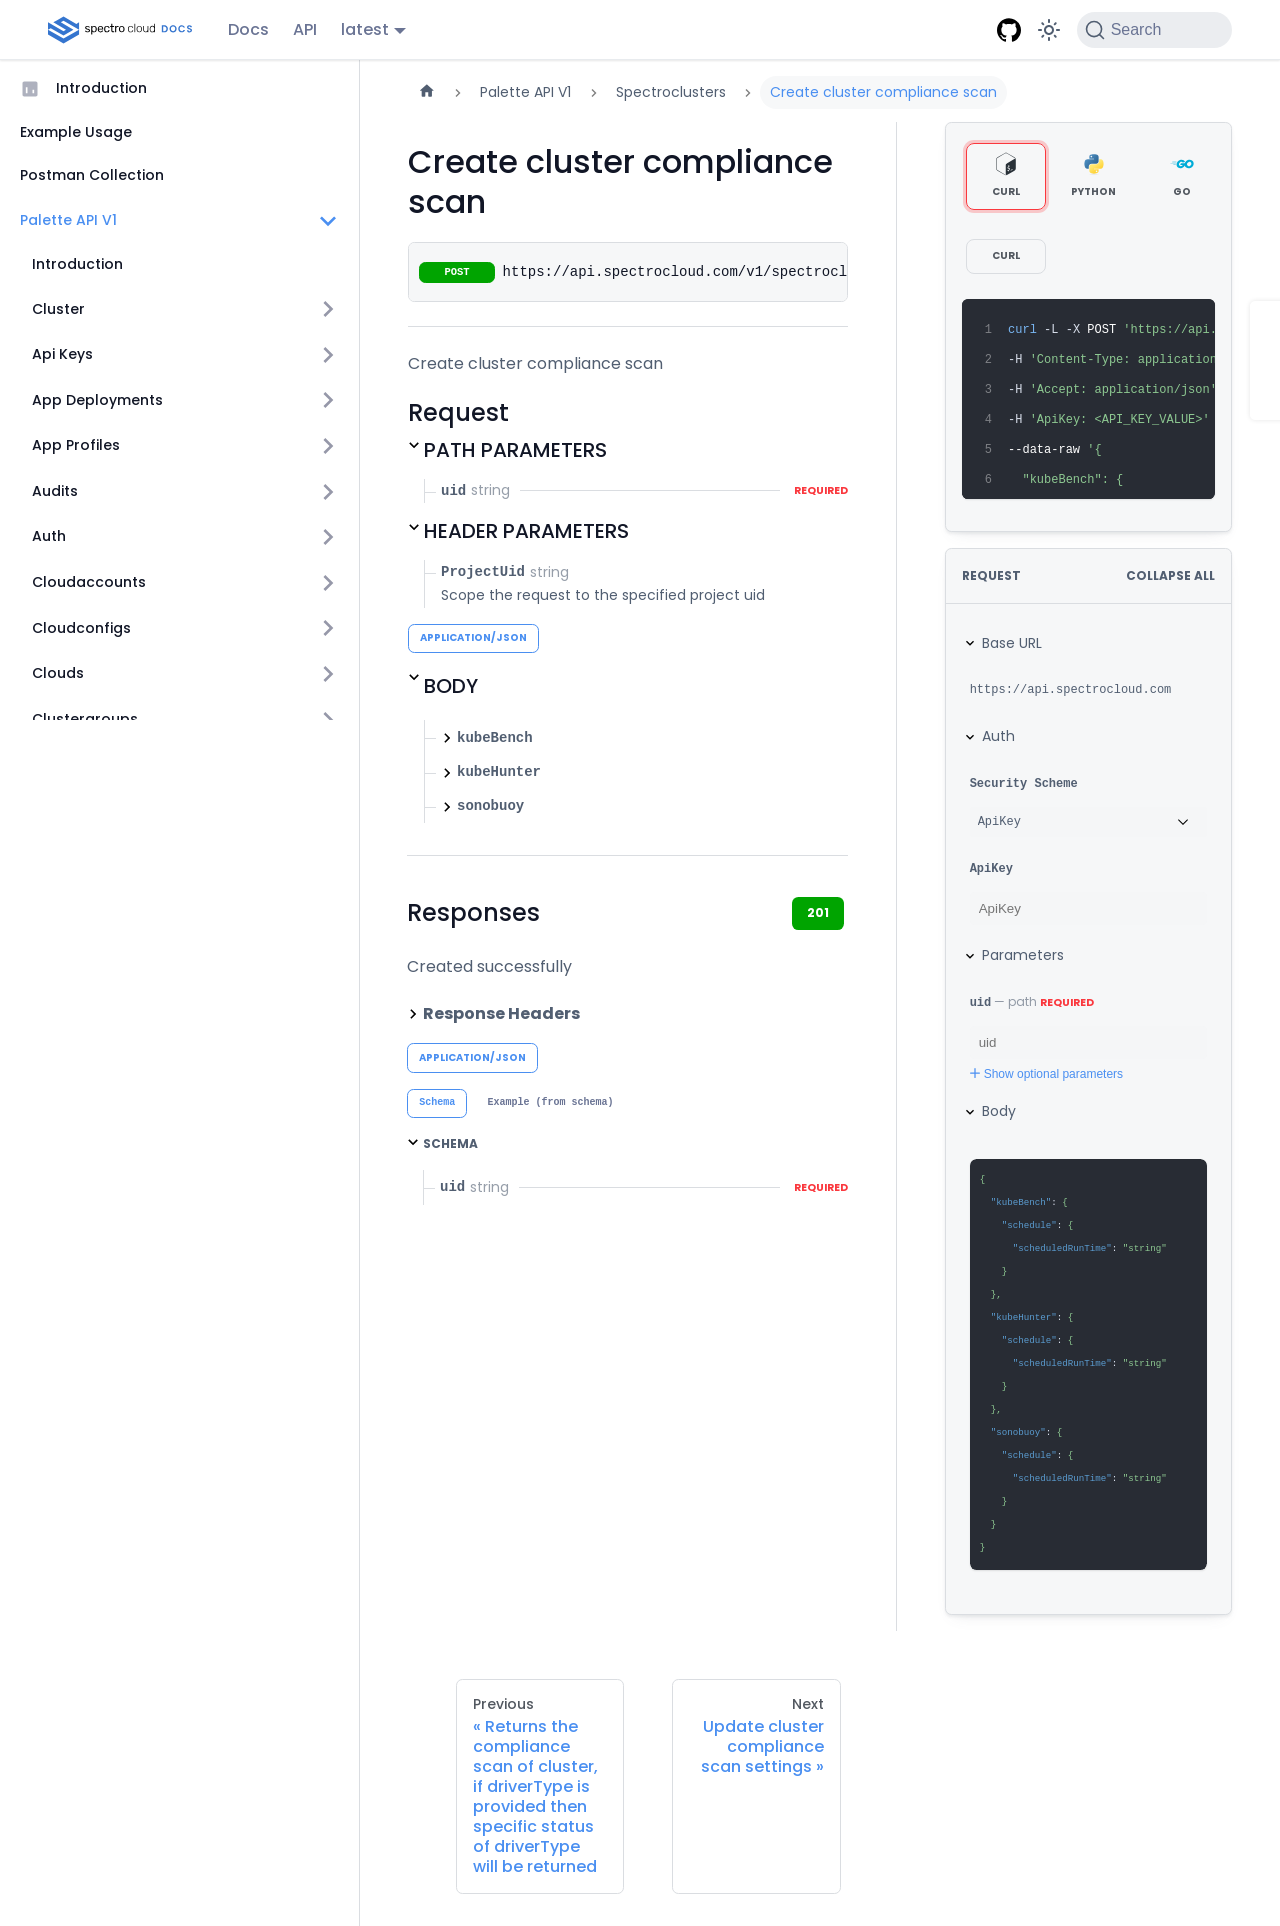 spectro cloud DOCS
Docs
API
latest
Search
Introduction
Example Usage
Postman Collection
Palette API V1
Introduction
Cluster
Api Keys
App Deployments
App Profiles
Audits
Auth
Cloudaccounts
Cloudconfigs
Clouds
Clustergroups
Palette API V1
Spectroclusters
Create cluster compliance scan
Create cluster compliance
scan
POST https://api.spectrocloud.com/v1/spectrocl
Create cluster compliance scan
Request
PATH PARAMETERS
uid string REQUIRED
HEADER PARAMETERS
ProjectUid string
Scope the request to the specified project uid
APPLICATION/JSON
BODY
kubeBench
kubeHunter
sonobuoy
Responses
201
Created successfully
Response Headers
APPLICATION/JSON
Schema
Example (from schema)
SCHEMA
uid string REQUIRED
CURL
PYTHON
GO
CURL
1 curl -L -X POST 'https://api.
2 -H 'Content-Type: application
3 -H 'Accept: application/json'
4 -H 'ApiKey: <API_KEY_VALUE>'
5 --data-raw '{
6 "kubeBench": {
REQUEST
COLLAPSE ALL
Base URL
https://api.spectrocloud.com
Auth
Security Scheme
ApiKey
ApiKey
ApiKey
Parameters
uid — path REQUIRED
uid
Show optional parameters
Body
{
"kubeBench": {
"schedule": {
"scheduledRunTime": "string"
}
},
"kubeHunter": {
"schedule": {
"scheduledRunTime": "string"
}
},
"sonobuoy": {
"schedule": {
"scheduledRunTime": "string"
}
}
}
Previous
« Returns the
compliance
scan of cluster,
if driverType is
provided then
specific status
of driverType
will be returned
Next
Update cluster
compliance
scan settings »